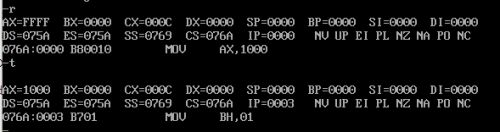 -r
AX=FFFF BX=0000 CX=000C DX=0000 SP=0000 BP=0000 SI=0000 DI=0000
DS=075A ES=075A SS=0769 CS=076A IP=0000 NV UP EI PL NZ NA PO NC
076A:0000 B80010 MOV AX,1000
-t
AX=1000 BX=0000 CX=000C DX=0000 SP=0000 BP=0000 SI=0000 DI=0000
DS=075A ES=075A SS=0769 CS=076A IP=0003 NV UP EI PL NZ NA PO NC
076A:0003 B701 MOV BH,01